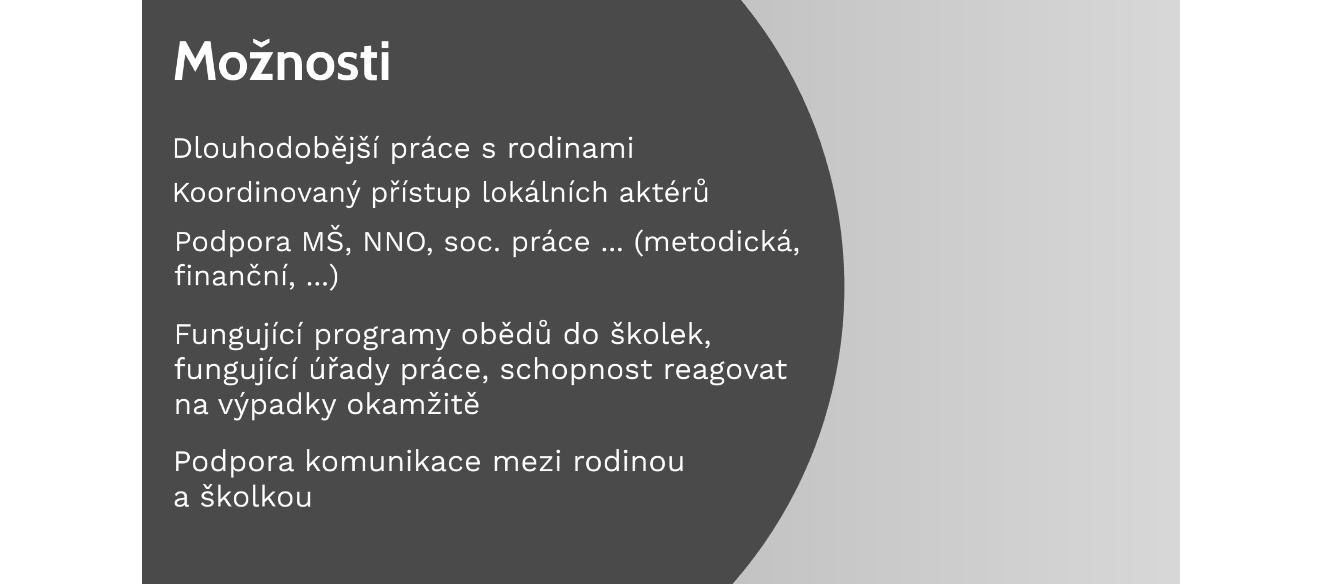 Možnosti
Dlouhodobější práce s rodinami
Koordinovaný přístup lokálních aktérů
Podpora MŠ, NNO, soc. práce ... (metodická,
finanční, ...)
Fungující programy obědů do školek,
fungující úřady práce, schopnost reagovat
na výpadky okamžitě
Podpora komunikace mezi rodinou
a školkou